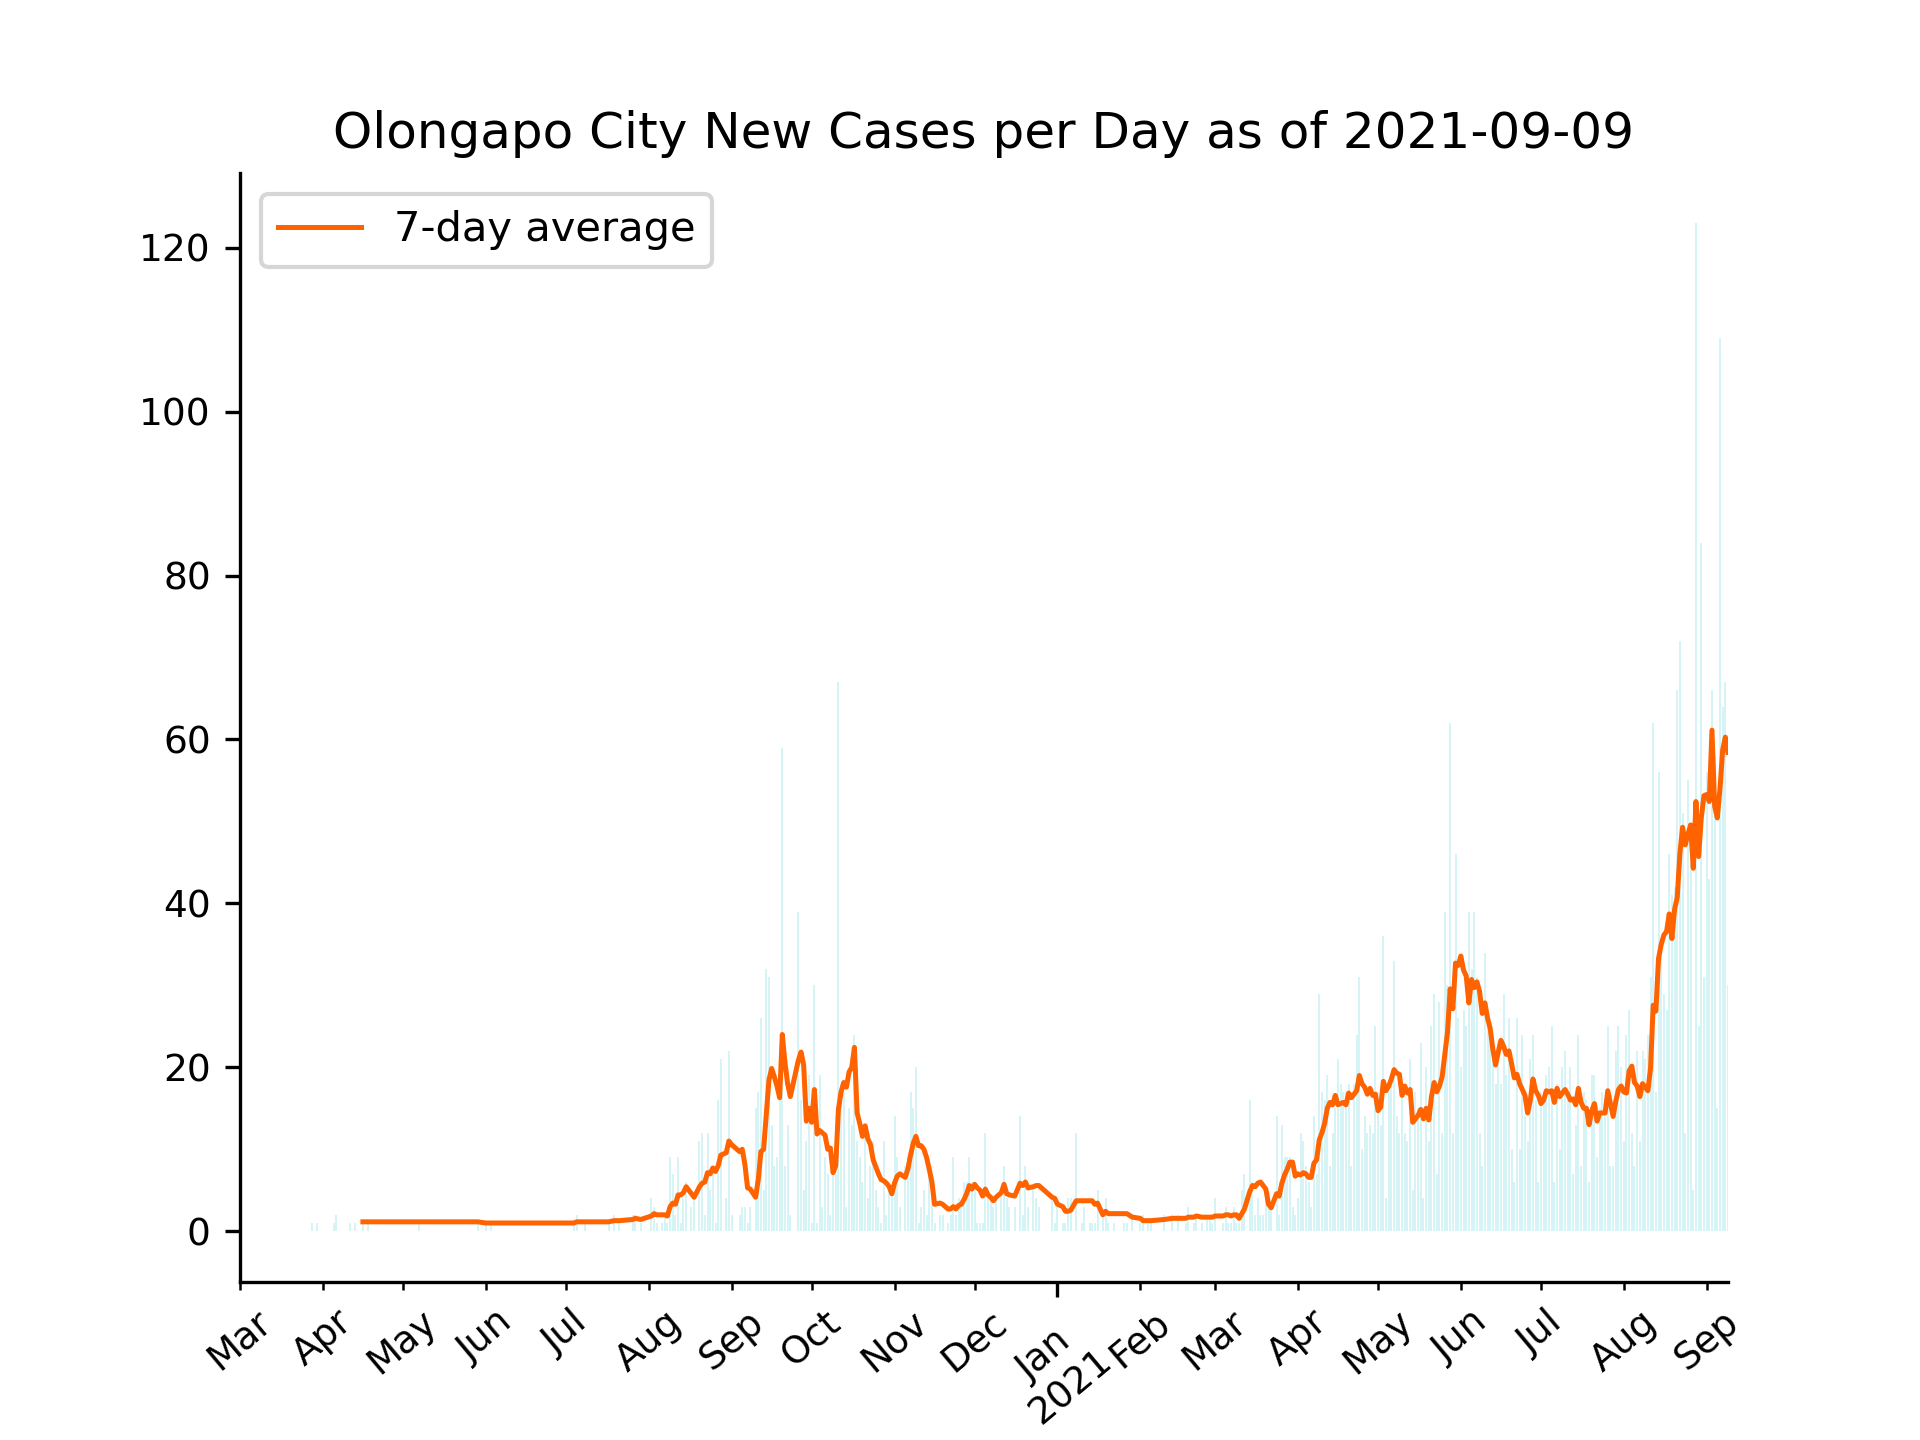 Olongapo City New Cases per Day as of 2021-09-09
7-day average
120
100
80
60
40
20
0
Mar Apr May Jun Jul Aug Sep Oct Nov Dec Jan Feb Mar Apr May Jun Jul Aug Sep
2021